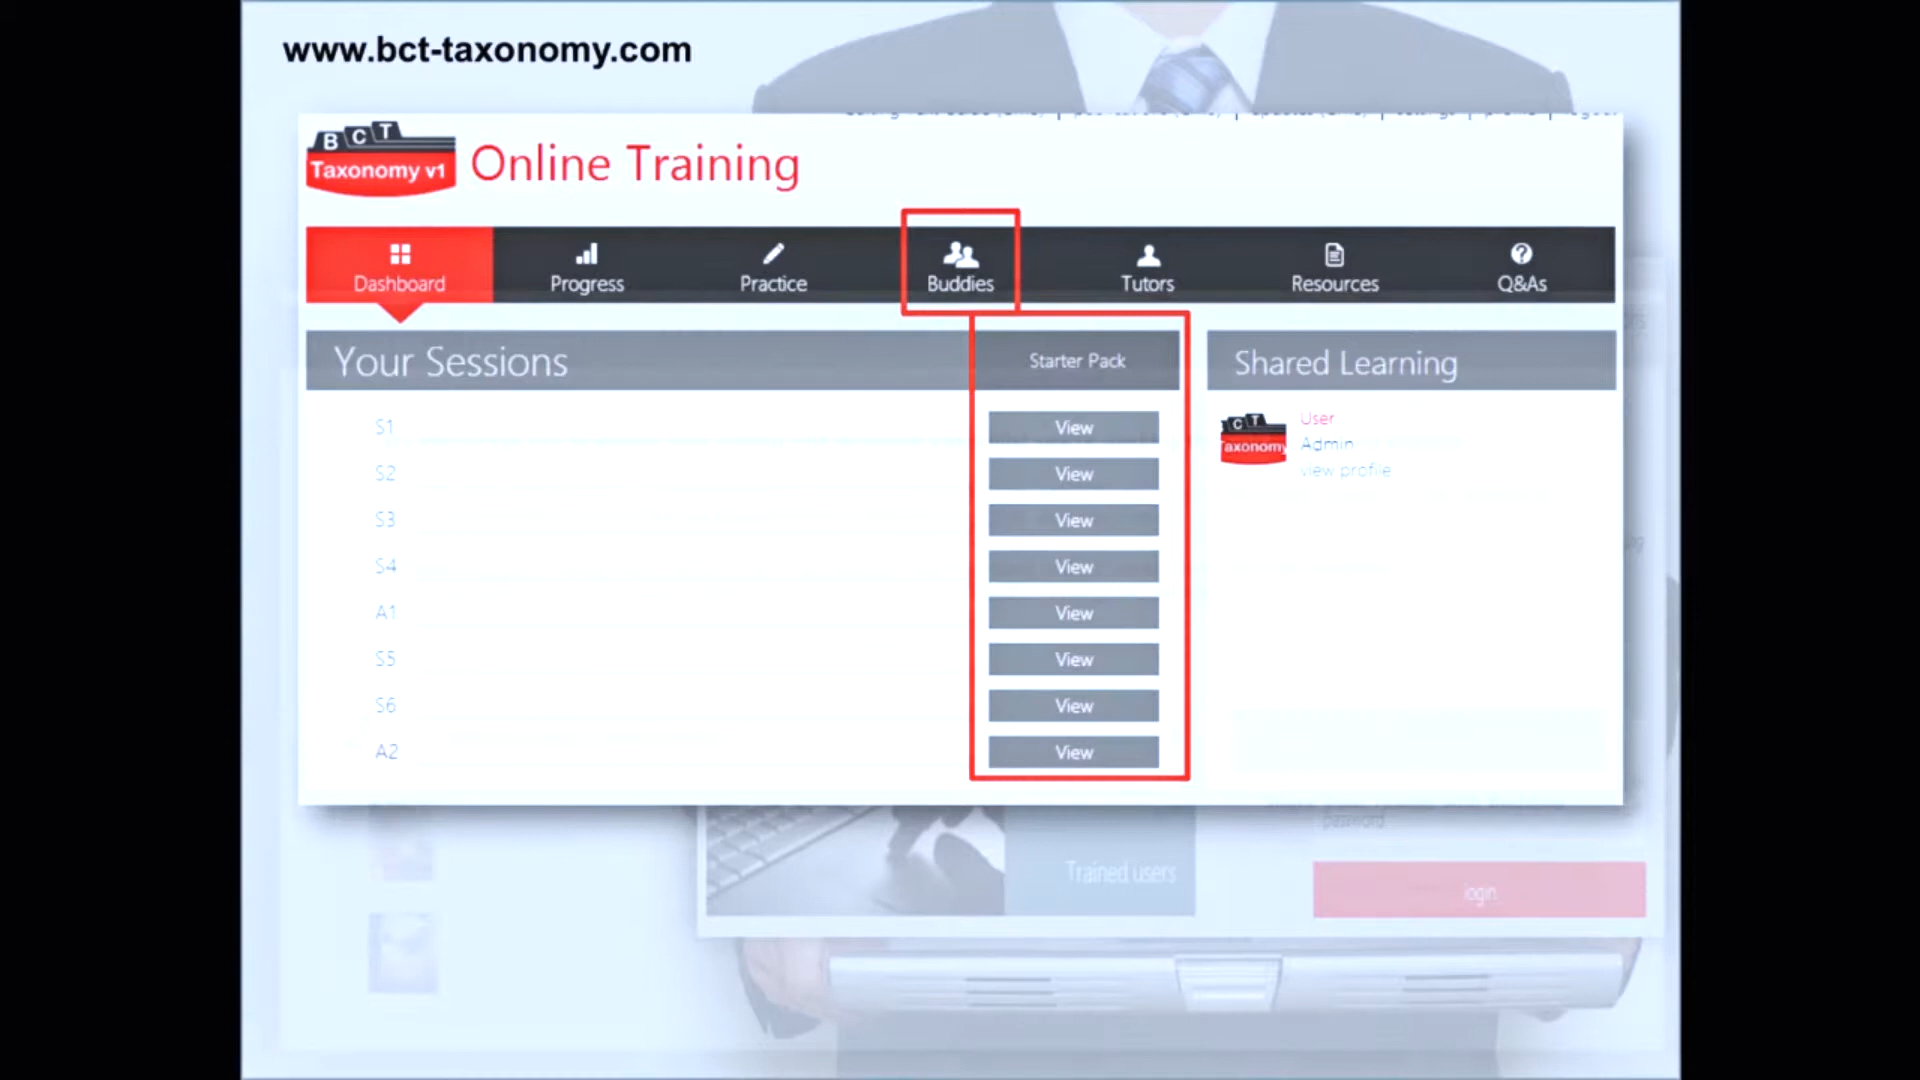 www.bct-taxonomy.com
B C T
Taxonomy v1
Online Training
Dashboard
Progress
Practice
Buddies
Tutors
Resources
Q&As
Your Sessions
Starter Pack
Shared Learning
S1
View
S2
View
S3
View
S4
View
A1
View
S5
View
S6
View
A2
View
C T
Taxonomy
User
Admin
view profile
password
Trained users
login